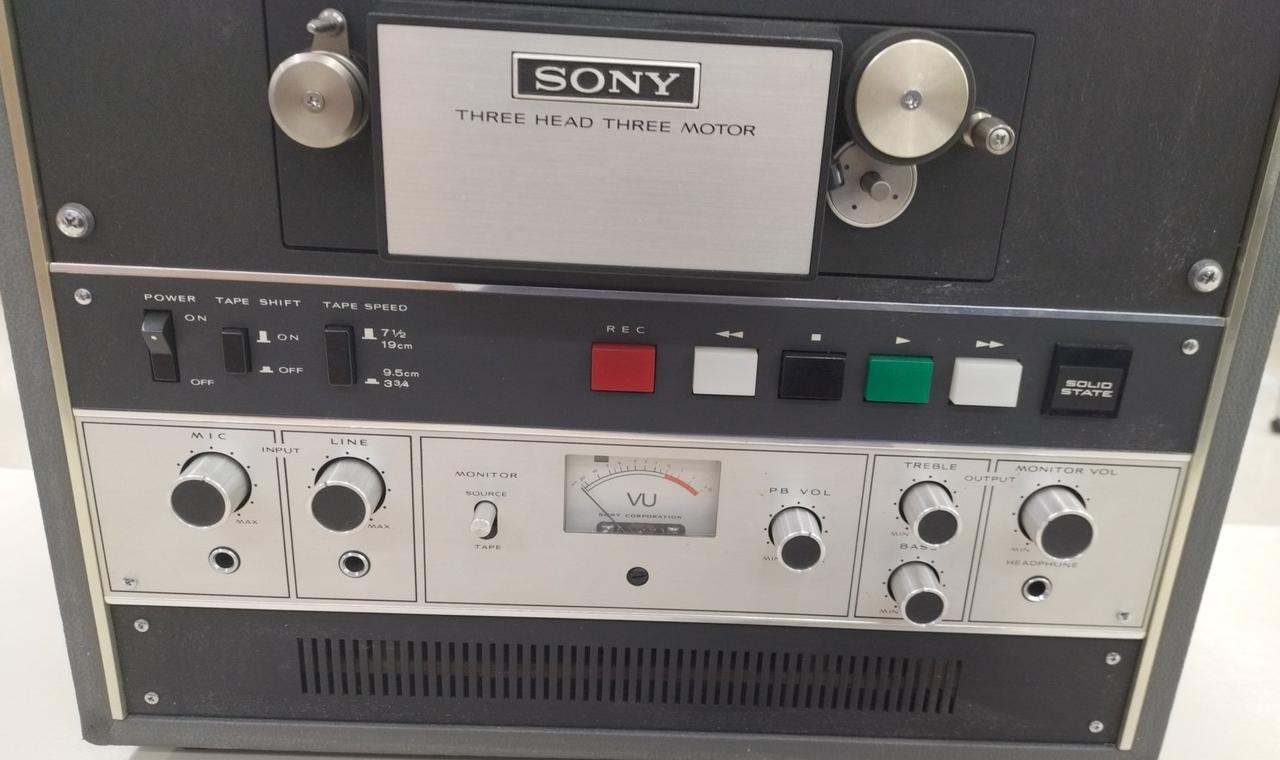 SONY
THREE HEAD THREE MOTOR
POWER
ON
OFF
TAPE SHIFT
ON
OFF
TAPE SPEED
7½
19cm
9.5cm
3¾
REC
SOLID
STATE
MIC
INPUT
LINE
MAX
MAX
MONITOR
SOURCE
TAPE
VU
SONY CORPORATION
PB VOL
MIN
TREBLE
OUTPUT
MONITOR VOL
MIN
BASS
MIN
MIN
HEADPHONE